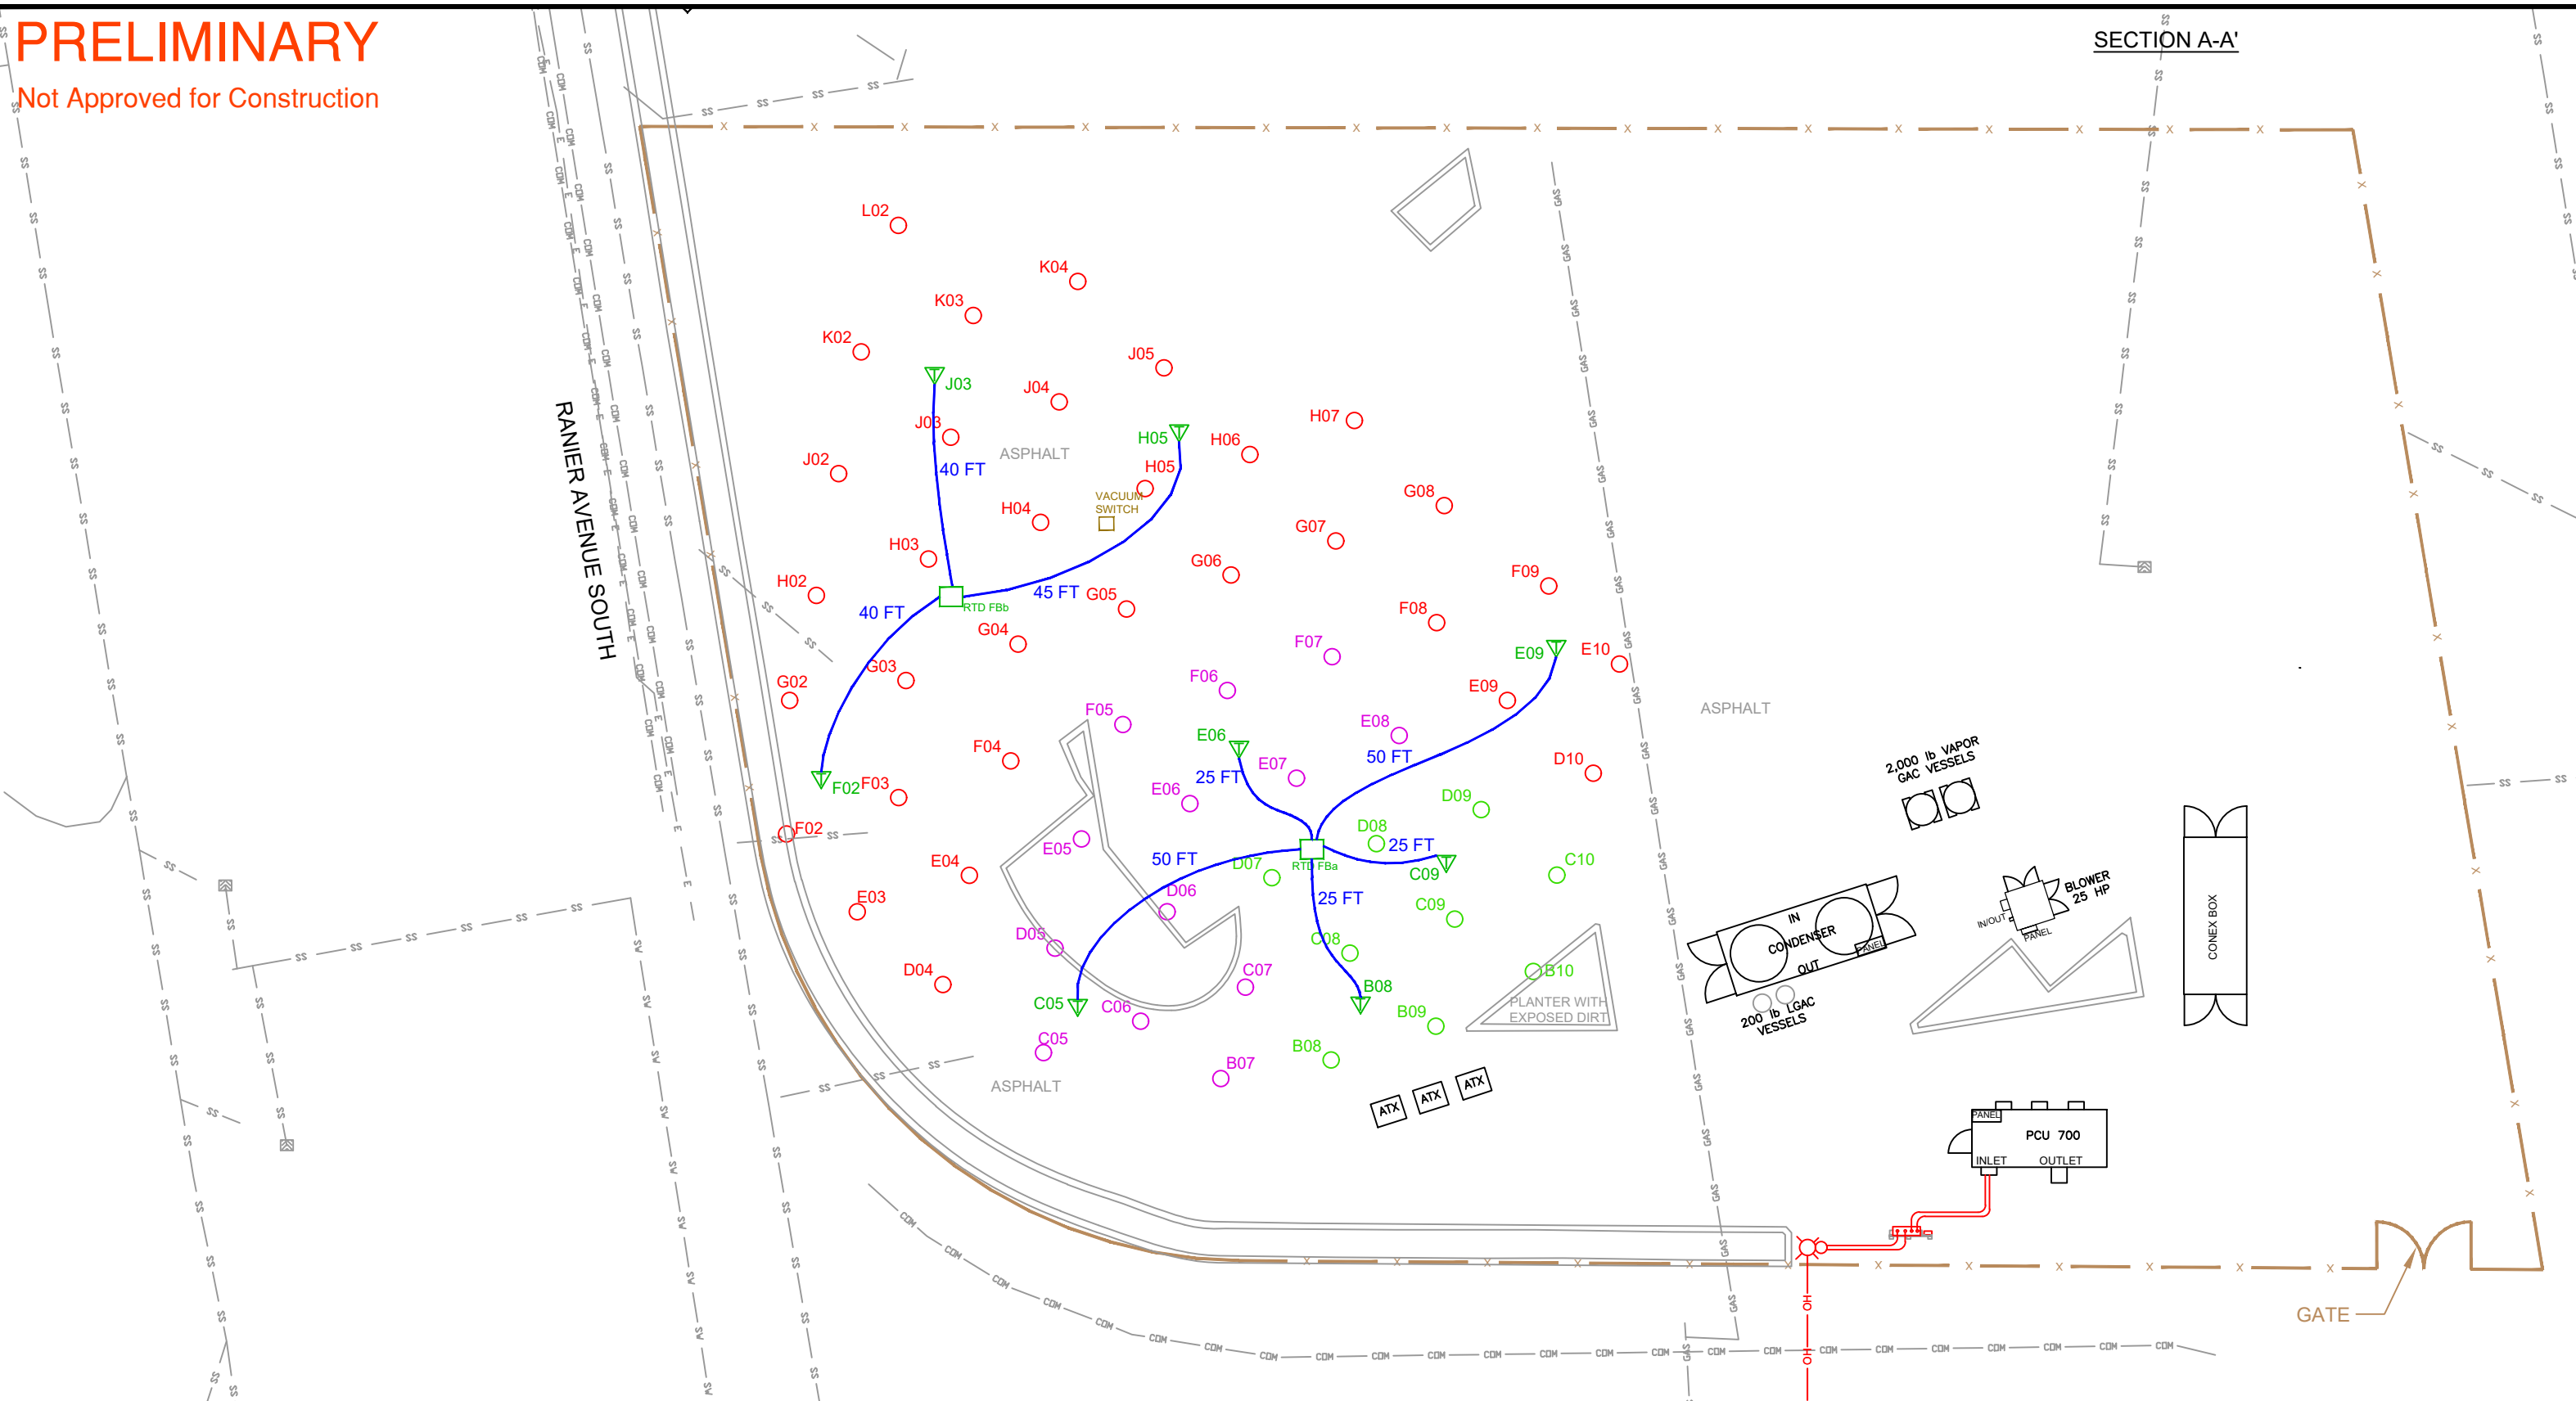 PRELIMINARY
Not Approved for Construction
SECTION A-A'
RANIER AVENUE SOUTH
L02
K04
K03
K02
J05
J03
J04
J03
H07
H05
H06
ASPHALT
J02
40 FT
H05
G08
VACUUM
SWITCH
H04
G07
H03
G06
F09
H02
45 FT
G05
RTD FBb
40 FT
F08
G04
F07
E09
E10
G03
F06
G02
E09
F05
ASPHALT
E08
E06
F04
50 FT
D10
2,000 lb VAPOR
GAC VESSELS
25 FT
E07
F02
F03
E06
D09
F02
D08
25 FT
E05
50 FT
D07
RTD FBa
C10
E04
C09
D06
25 FT
BLOWER
25 HP
E03
C09
IN/OUT
PANEL
IN
CONDENSER
PANEL
OUT
CONEX BOX
D05
C08
D04
C07
B10
C05
C06
B08
PLANTER WITH
EXPOSED DIRT
B09
200 lb LGAC
VESSELS
C05
B08
B07
ASPHALT
ATX
ATX
ATX
PANEL
PCU 700
INLET
OUTLET
GATE
SS
COM
E
GAS
SW
X
OH